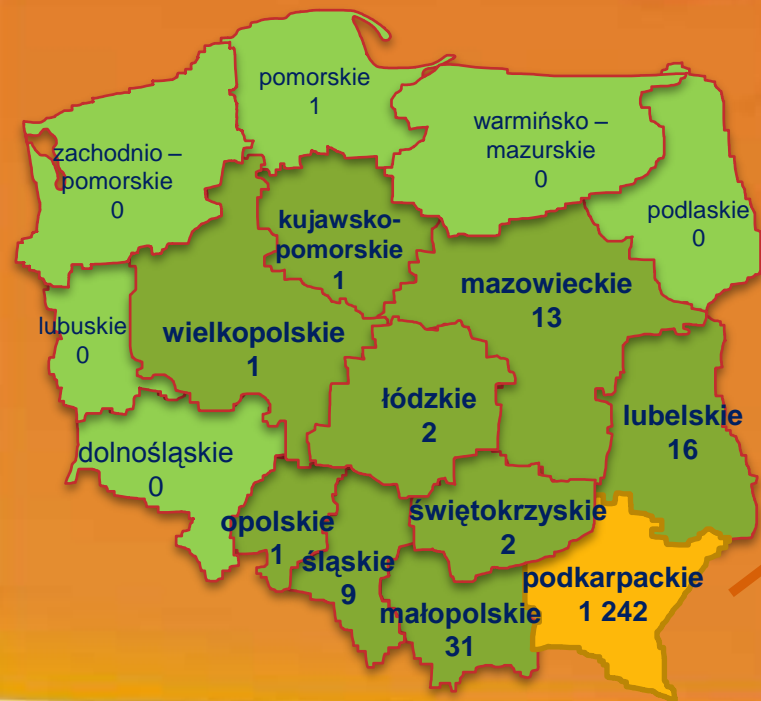 pomorskie
1
warmińsko –
mazurskie
0
zachodnio –
pomorskie
0
podlaskie
0
kujawsko-
pomorskie
1
mazowieckie
13
lubuskie
0
wielkopolskie
1
łódzkie
2
lubelskie
16
dolnośląskie
0
opolskie
1
śląskie
9
świętokrzyskie
2
małopolskie
31
podkarpackie
1 242